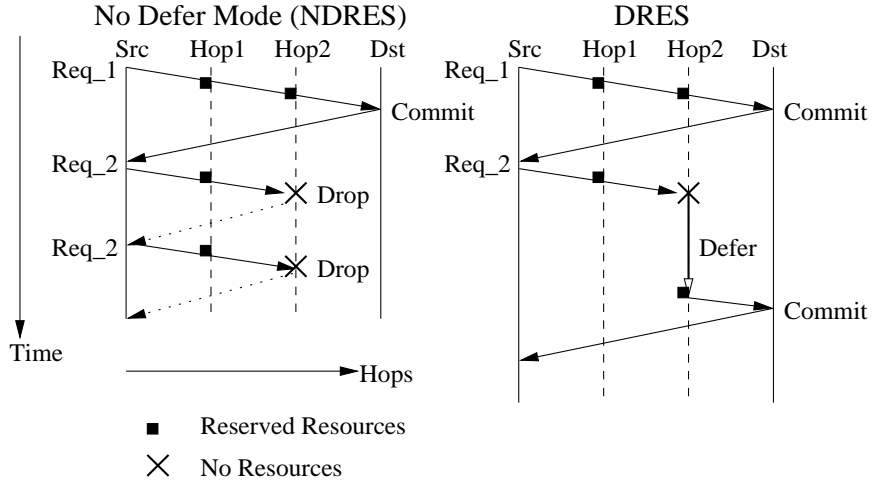 No Defer Mode (NDRES)
Src Hop1 Hop2 Dst
Req_1
Commit
Req_2
Drop
Req_2
Drop
Time
Hops
DRES
Src Hop1 Hop2 Dst
Req_1
Commit
Req_2
Defer
Commit
Reserved Resources
No Resources